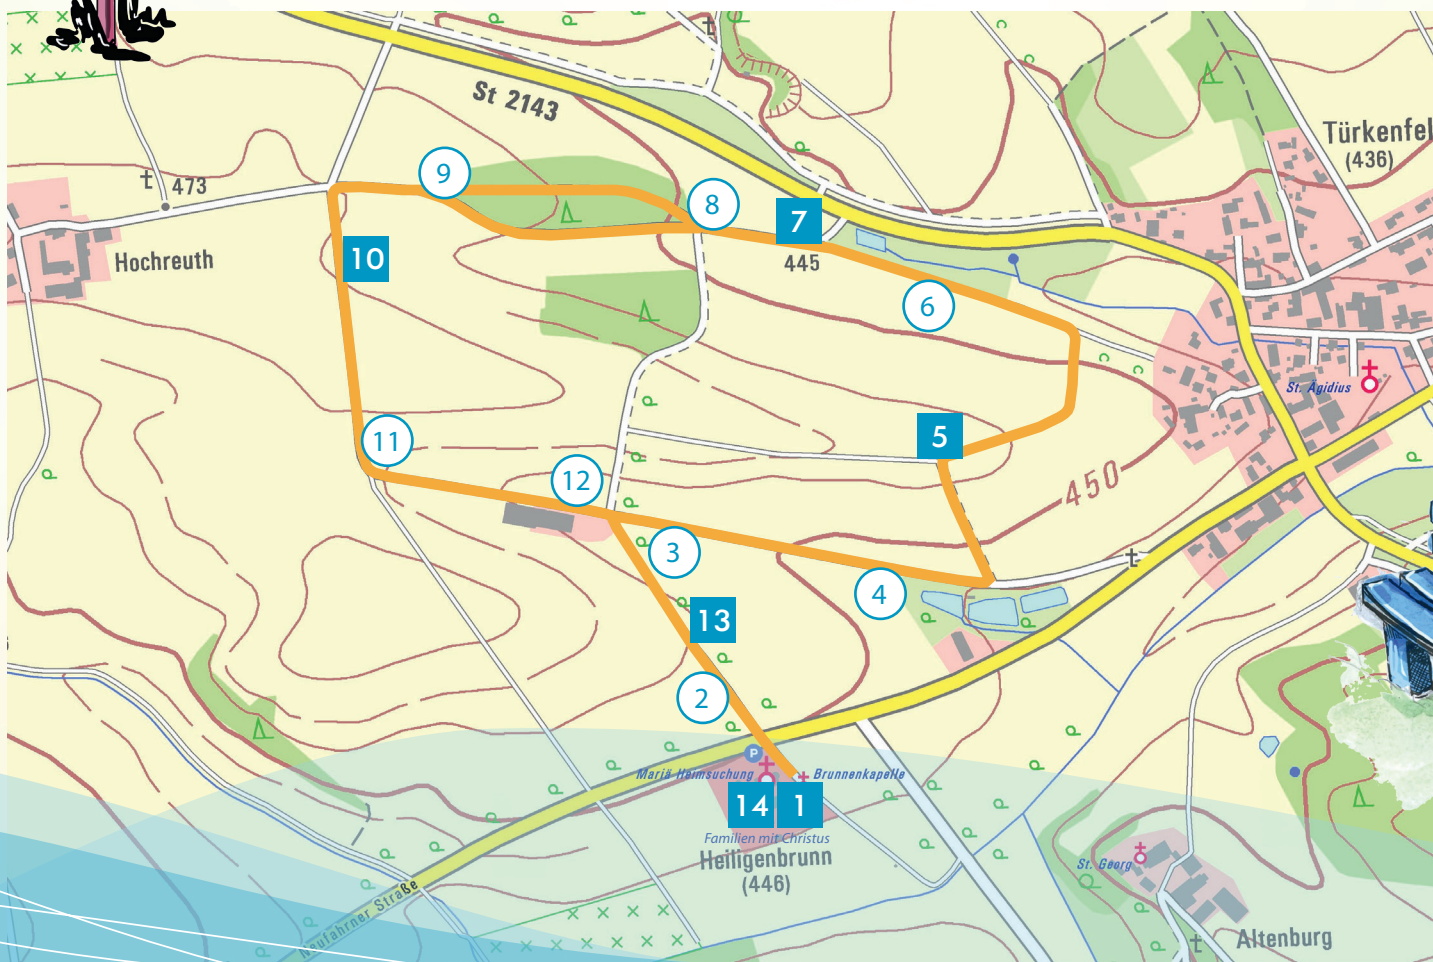 St 2143
Türkenfel
(436)
473
9
8
7
445
10
Hochreuth
6
St. Ägidius
5
11
450
12
3
4
13
2
P
Mariä Heimsuchung
Brunnenkapelle
14
1
Familien mit Christus
Heiligenbrunn
(446)
St. Georg
Neufahrner Straße
Altenburg